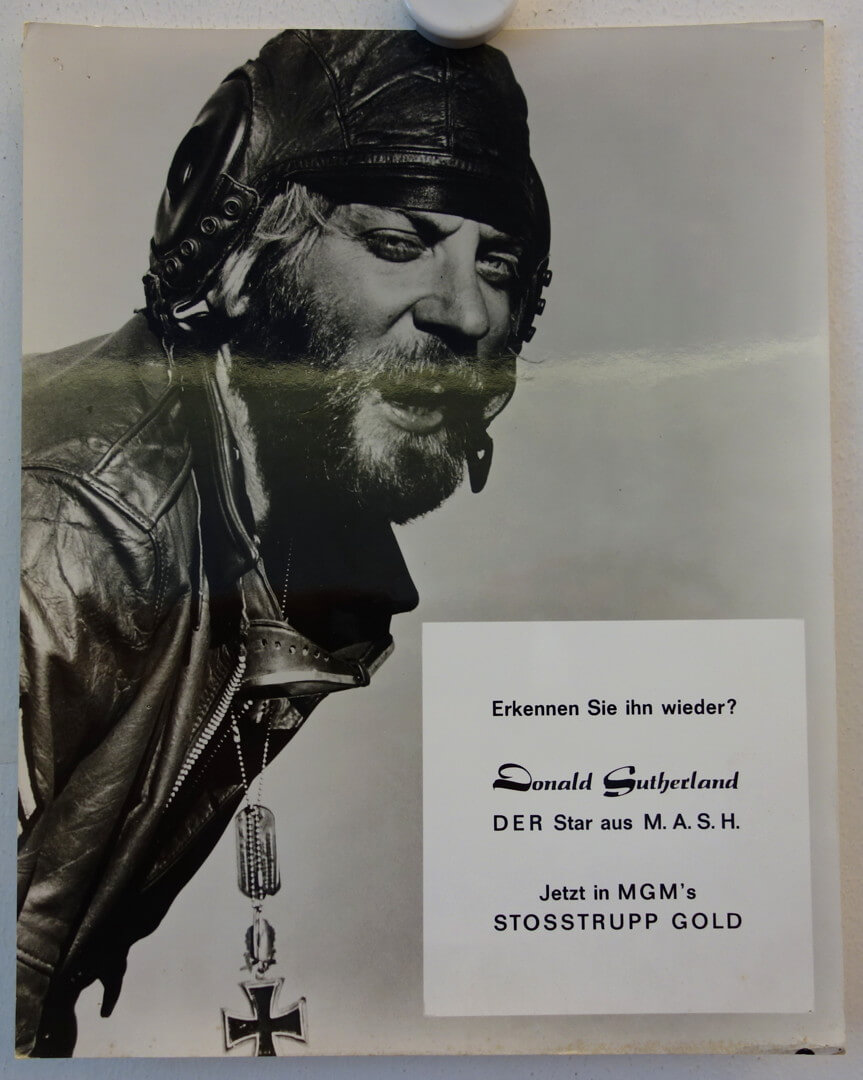 Erkennen Sie ihn wieder?
Donald Sutherland
DER Star aus M. A. S. H.
Jetzt in MGM's
STOSSTRUPP GOLD